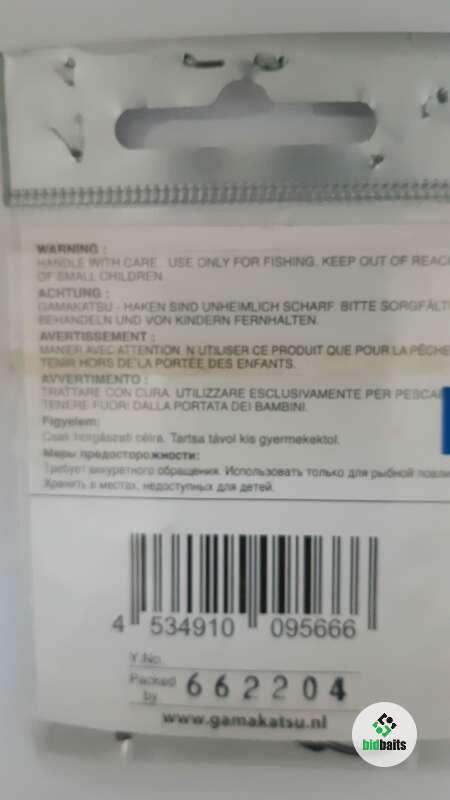 WARNING :
HANDLE WITH CARE. USE ONLY FOR FISHING. KEEP OUT OF REAC
OF SMALL CHILDREN.
ACHTUNG :
GAMAKATSU - HAKEN SIND UNHEIMLICH SCHARF. BITTE SORGFÄLT
BEHANDELN UND VON KINDERN FERNHALTEN.
AVERTISSEMENT :
MANIER AVEC ATTENTION. N'UTILISER CE PRODUIT QUE POUR LA PÊCHE
TENIR HORS DE LA PORTÉE DES ENFANTS.
AVVERTIMENTO :
TRATTARE CON CURA. UTILIZZARE ESCLUSIVAMENTE PER PESCA
TENERE FUORI DALLA PORTATA DEI BAMBINI.
Figyelem:
Csak horgászati célra. Tartsa távol kis gyermekektol.
Меры предосторожности:
Требует аккуратного обращения. Использовать только для рыбной ловли
Хранить в местах, недоступных для детей.
4 534910 095666
Y.No.
Packed by 662204
www.gamakatsu.nl
bidbaits